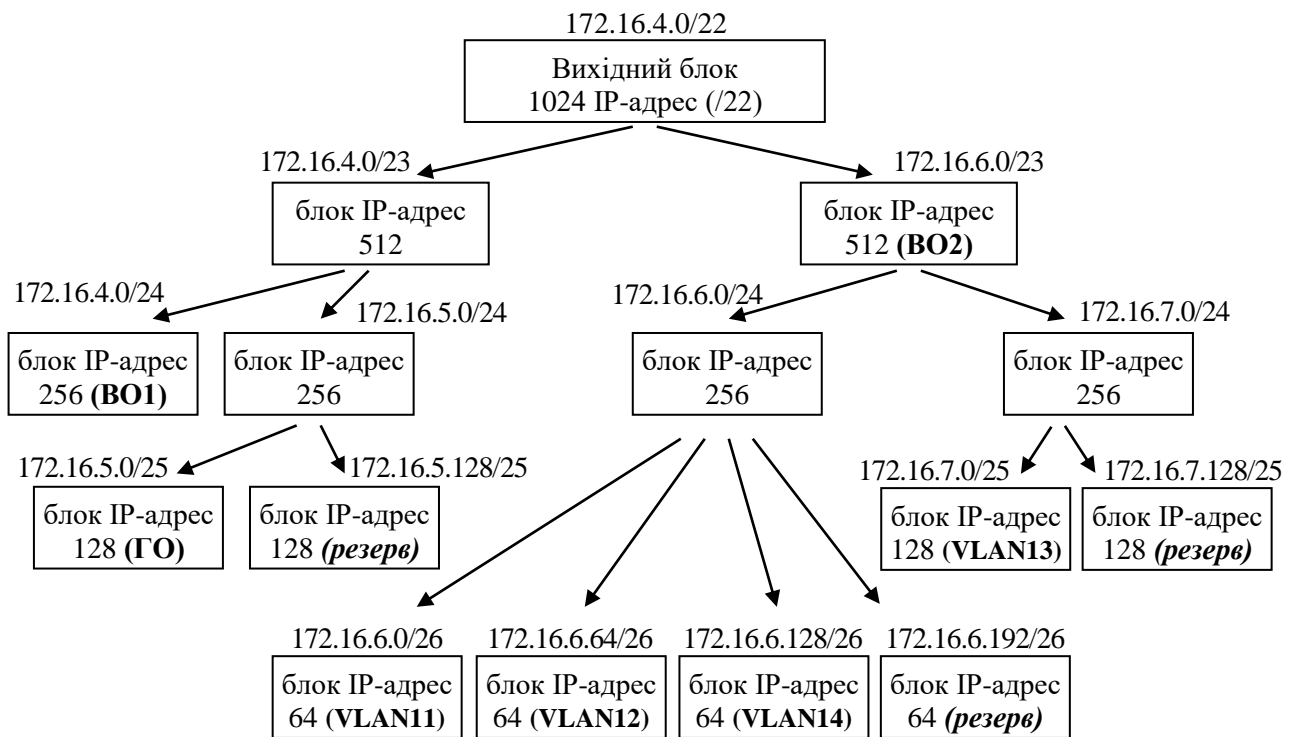 172.16.4.0/22
Вихідний блок
1024 IP-адрес (/22)
172.16.4.0/23
172.16.6.0/23
блок IP-адрес
512
блок IP-адрес
512 (ВО2)
172.16.4.0/24
172.16.5.0/24
172.16.6.0/24
172.16.7.0/24
блок IP-адрес
256 (ВО1)
блок IP-адрес
256
блок IP-адрес
256
блок IP-адрес
256
172.16.5.0/25
172.16.5.128/25
172.16.7.0/25
172.16.7.128/25
блок IP-адрес
128 (ГО)
блок IP-адрес
128 (резерв)
блок IP-адрес
128 (VLAN13)
блок IP-адрес
128 (резерв)
172.16.6.0/26
172.16.6.64/26
172.16.6.128/26
172.16.6.192/26
блок IP-адрес
64 (VLAN11)
блок IP-адрес
64 (VLAN12)
блок IP-адрес
64 (VLAN14)
блок IP-адрес
64 (резерв)